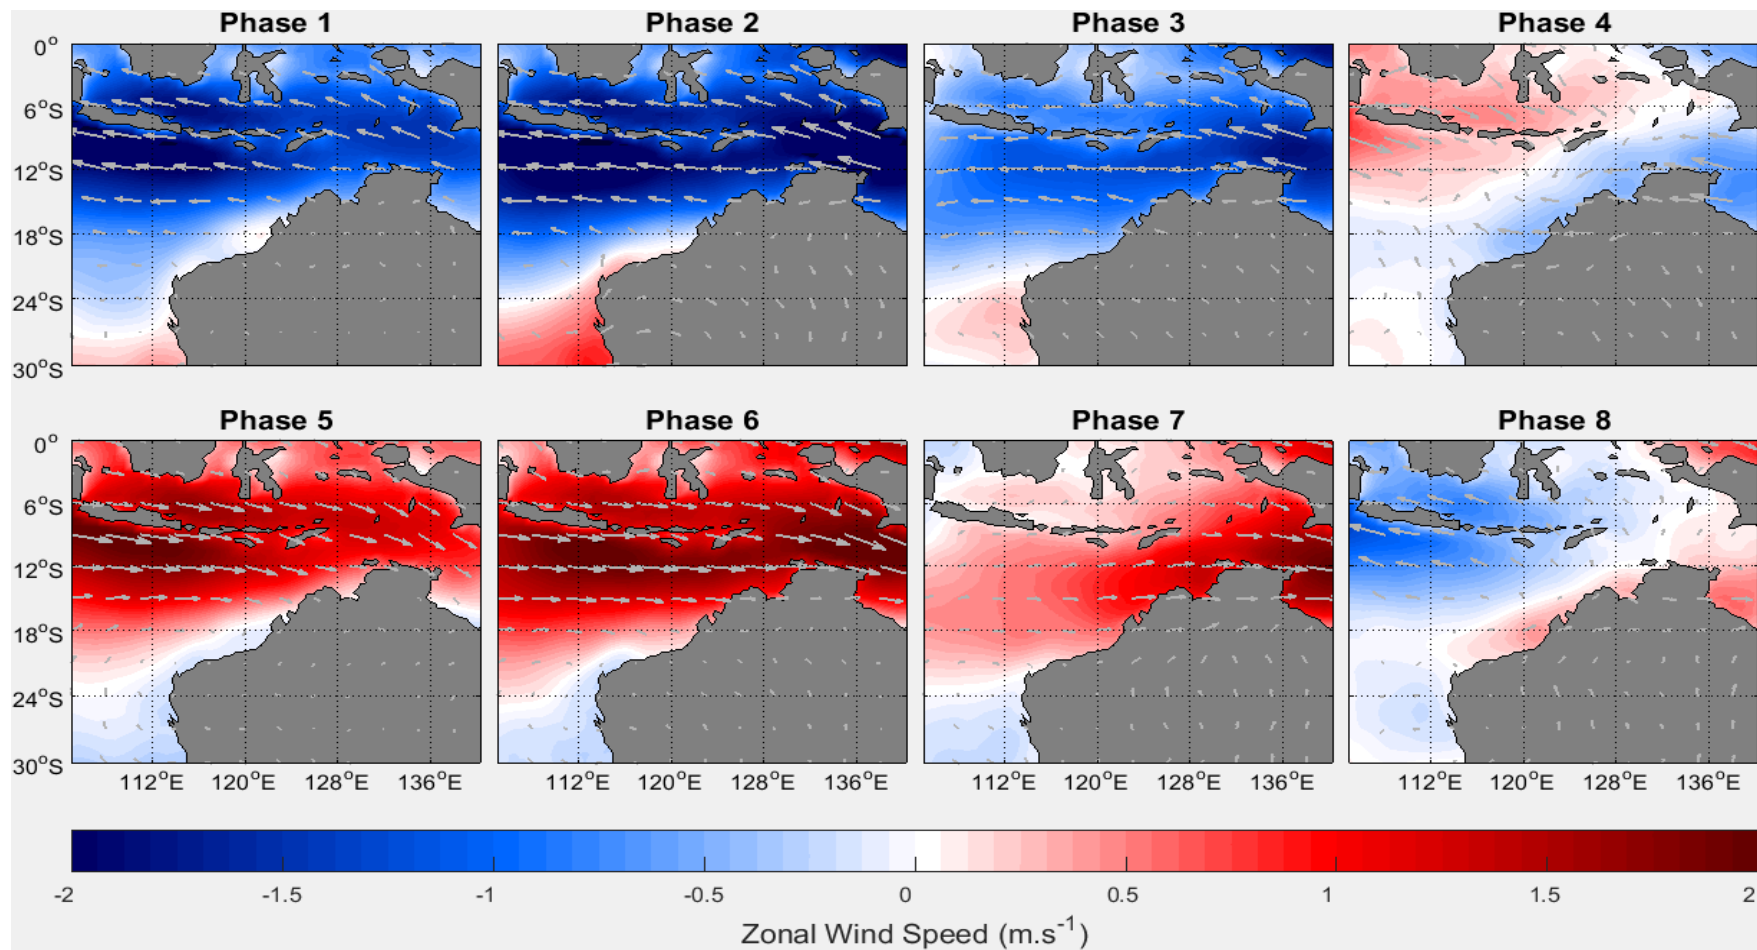 Phase 1 Phase 2 Phase 3 Phase 4
0°
6°S
12°S
18°S
24°S
30°S
Phase 5 Phase 6 Phase 7 Phase 8
0°
6°S
12°S
18°S
24°S
30°S
112°E 120°E 128°E 136°E 112°E 120°E 128°E 136°E 112°E 120°E 128°E 136°E 112°E 120°E 128°E 136°E
-2 -1.5 -1 -0.5 0 0.5 1 1.5 2
Zonal Wind Speed (m.s⁻¹)